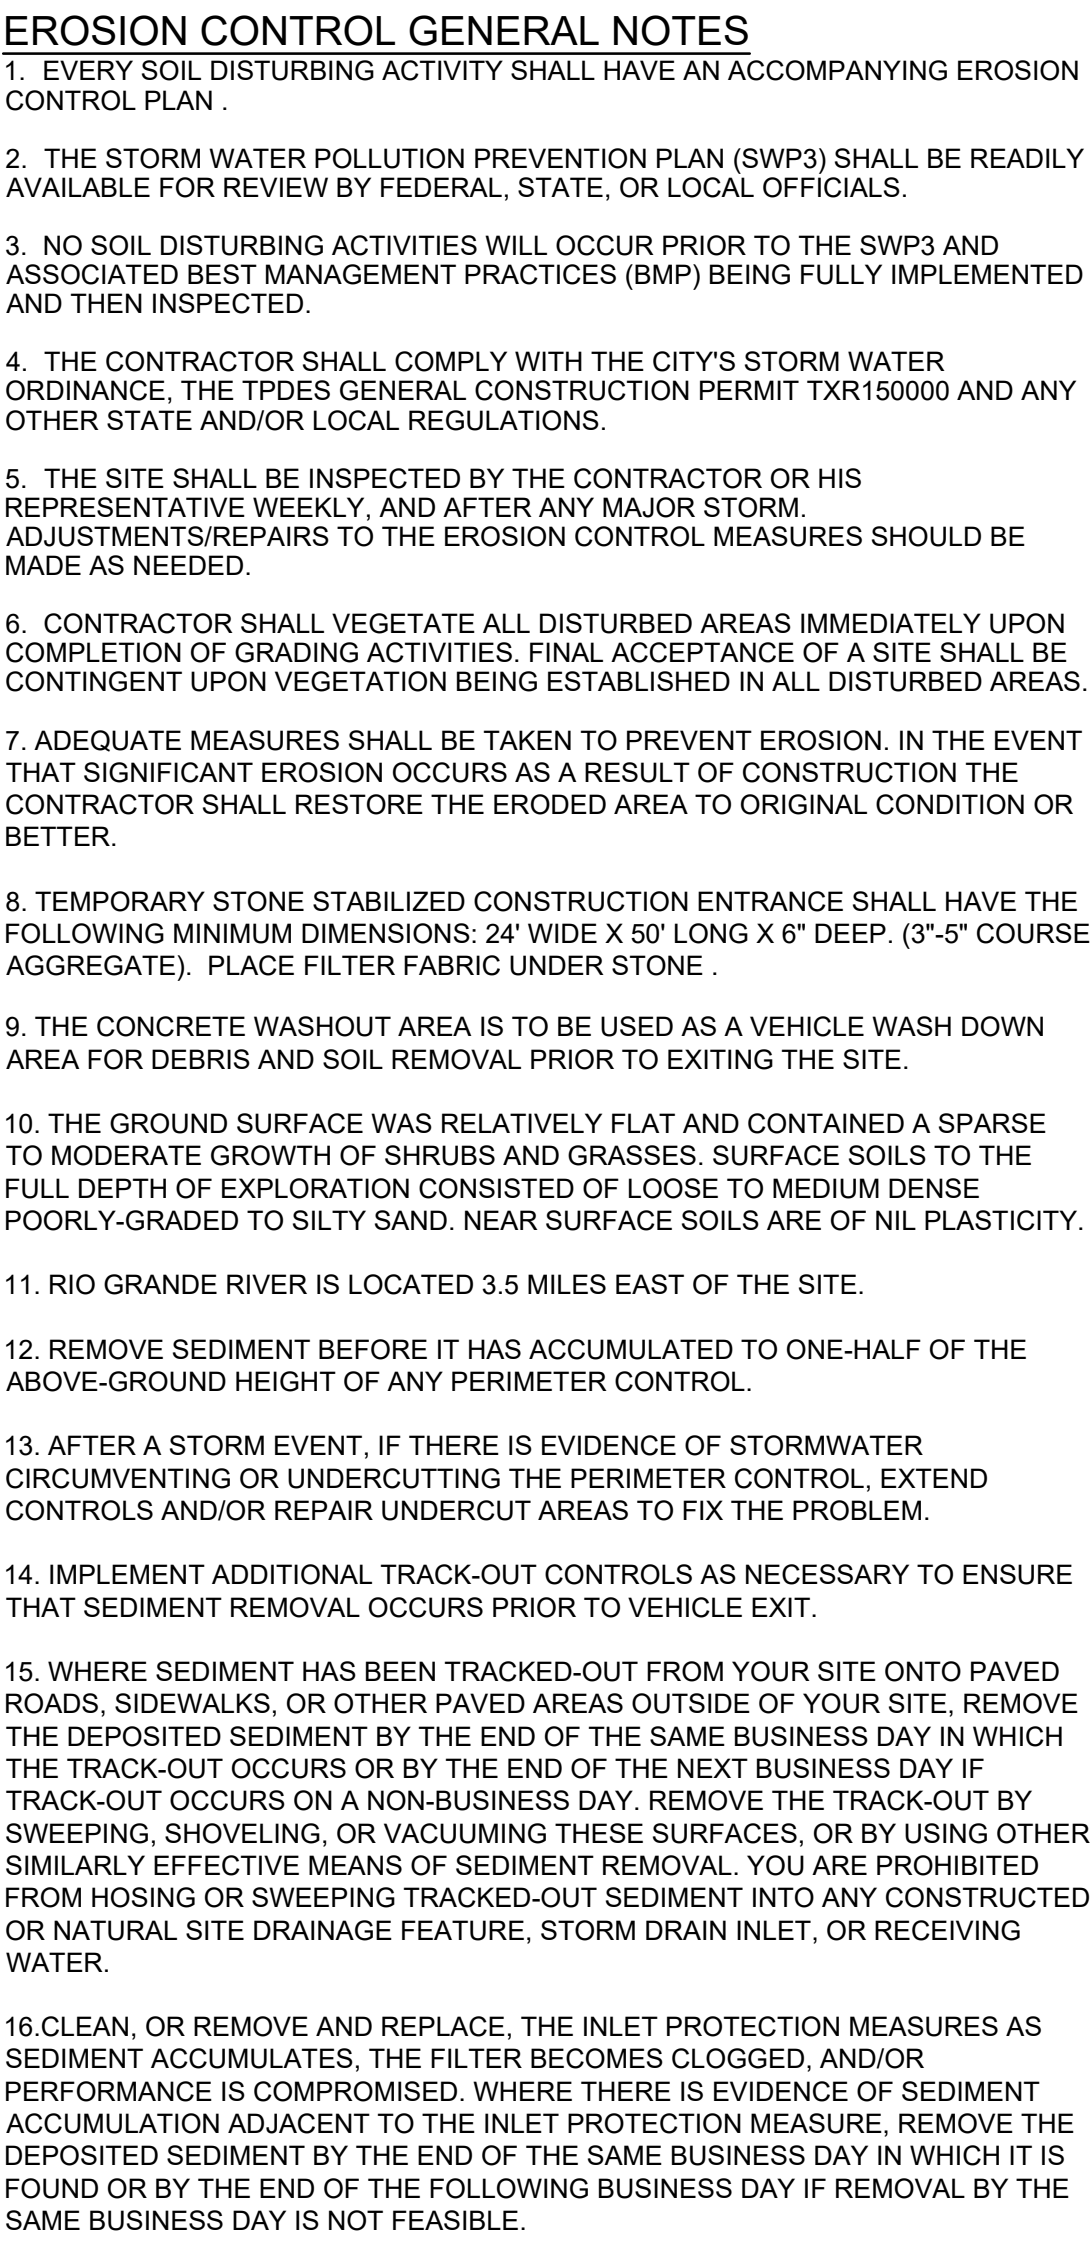 EROSION CONTROL GENERAL NOTES
1.  EVERY SOIL DISTURBING ACTIVITY SHALL HAVE AN ACCOMPANYING EROSION
CONTROL PLAN .
2.  THE STORM WATER POLLUTION PREVENTION PLAN (SWP3) SHALL BE READILY
AVAILABLE FOR REVIEW BY FEDERAL, STATE, OR LOCAL OFFICIALS.
3.  NO SOIL DISTURBING ACTIVITIES WILL OCCUR PRIOR TO THE SWP3 AND
ASSOCIATED BEST MANAGEMENT PRACTICES (BMP) BEING FULLY IMPLEMENTED
AND THEN INSPECTED.
4.  THE CONTRACTOR SHALL COMPLY WITH THE CITY'S STORM WATER
ORDINANCE, THE TPDES GENERAL CONSTRUCTION PERMIT TXR150000 AND ANY
OTHER STATE AND/OR LOCAL REGULATIONS.
5.  THE SITE SHALL BE INSPECTED BY THE CONTRACTOR OR HIS
REPRESENTATIVE WEEKLY, AND AFTER ANY MAJOR STORM.
ADJUSTMENTS/REPAIRS TO THE EROSION CONTROL MEASURES SHOULD BE
MADE AS NEEDED.
6.  CONTRACTOR SHALL VEGETATE ALL DISTURBED AREAS IMMEDIATELY UPON
COMPLETION OF GRADING ACTIVITIES. FINAL ACCEPTANCE OF A SITE SHALL BE
CONTINGENT UPON VEGETATION BEING ESTABLISHED IN ALL DISTURBED AREAS.
7. ADEQUATE MEASURES SHALL BE TAKEN TO PREVENT EROSION. IN THE EVENT
THAT SIGNIFICANT EROSION OCCURS AS A RESULT OF CONSTRUCTION THE
CONTRACTOR SHALL RESTORE THE ERODED AREA TO ORIGINAL CONDITION OR
BETTER.
8. TEMPORARY STONE STABILIZED CONSTRUCTION ENTRANCE SHALL HAVE THE
FOLLOWING MINIMUM DIMENSIONS: 24' WIDE X 50' LONG X 6" DEEP. (3"-5" COURSE
AGGREGATE).  PLACE FILTER FABRIC UNDER STONE .
9. THE CONCRETE WASHOUT AREA IS TO BE USED AS A VEHICLE WASH DOWN
AREA FOR DEBRIS AND SOIL REMOVAL PRIOR TO EXITING THE SITE.
10. THE GROUND SURFACE WAS RELATIVELY FLAT AND CONTAINED A SPARSE
TO MODERATE GROWTH OF SHRUBS AND GRASSES. SURFACE SOILS TO THE
FULL DEPTH OF EXPLORATION CONSISTED OF LOOSE TO MEDIUM DENSE
POORLY-GRADED TO SILTY SAND. NEAR SURFACE SOILS ARE OF NIL PLASTICITY.
11. RIO GRANDE RIVER IS LOCATED 3.5 MILES EAST OF THE SITE.
12. REMOVE SEDIMENT BEFORE IT HAS ACCUMULATED TO ONE-HALF OF THE
ABOVE-GROUND HEIGHT OF ANY PERIMETER CONTROL.
13. AFTER A STORM EVENT, IF THERE IS EVIDENCE OF STORMWATER
CIRCUMVENTING OR UNDERCUTTING THE PERIMETER CONTROL, EXTEND
CONTROLS AND/OR REPAIR UNDERCUT AREAS TO FIX THE PROBLEM.
14. IMPLEMENT ADDITIONAL TRACK-OUT CONTROLS AS NECESSARY TO ENSURE
THAT SEDIMENT REMOVAL OCCURS PRIOR TO VEHICLE EXIT.
15. WHERE SEDIMENT HAS BEEN TRACKED-OUT FROM YOUR SITE ONTO PAVED
ROADS, SIDEWALKS, OR OTHER PAVED AREAS OUTSIDE OF YOUR SITE, REMOVE
THE DEPOSITED SEDIMENT BY THE END OF THE SAME BUSINESS DAY IN WHICH
THE TRACK-OUT OCCURS OR BY THE END OF THE NEXT BUSINESS DAY IF
TRACK-OUT OCCURS ON A NON-BUSINESS DAY. REMOVE THE TRACK-OUT BY
SWEEPING, SHOVELING, OR VACUUMING THESE SURFACES, OR BY USING OTHER
SIMILARLY EFFECTIVE MEANS OF SEDIMENT REMOVAL. YOU ARE PROHIBITED
FROM HOSING OR SWEEPING TRACKED-OUT SEDIMENT INTO ANY CONSTRUCTED
OR NATURAL SITE DRAINAGE FEATURE, STORM DRAIN INLET, OR RECEIVING
WATER.
16.CLEAN, OR REMOVE AND REPLACE, THE INLET PROTECTION MEASURES AS
SEDIMENT ACCUMULATES, THE FILTER BECOMES CLOGGED, AND/OR
PERFORMANCE IS COMPROMISED. WHERE THERE IS EVIDENCE OF SEDIMENT
ACCUMULATION ADJACENT TO THE INLET PROTECTION MEASURE, REMOVE THE
DEPOSITED SEDIMENT BY THE END OF THE SAME BUSINESS DAY IN WHICH IT IS
FOUND OR BY THE END OF THE FOLLOWING BUSINESS DAY IF REMOVAL BY THE
SAME BUSINESS DAY IS NOT FEASIBLE.